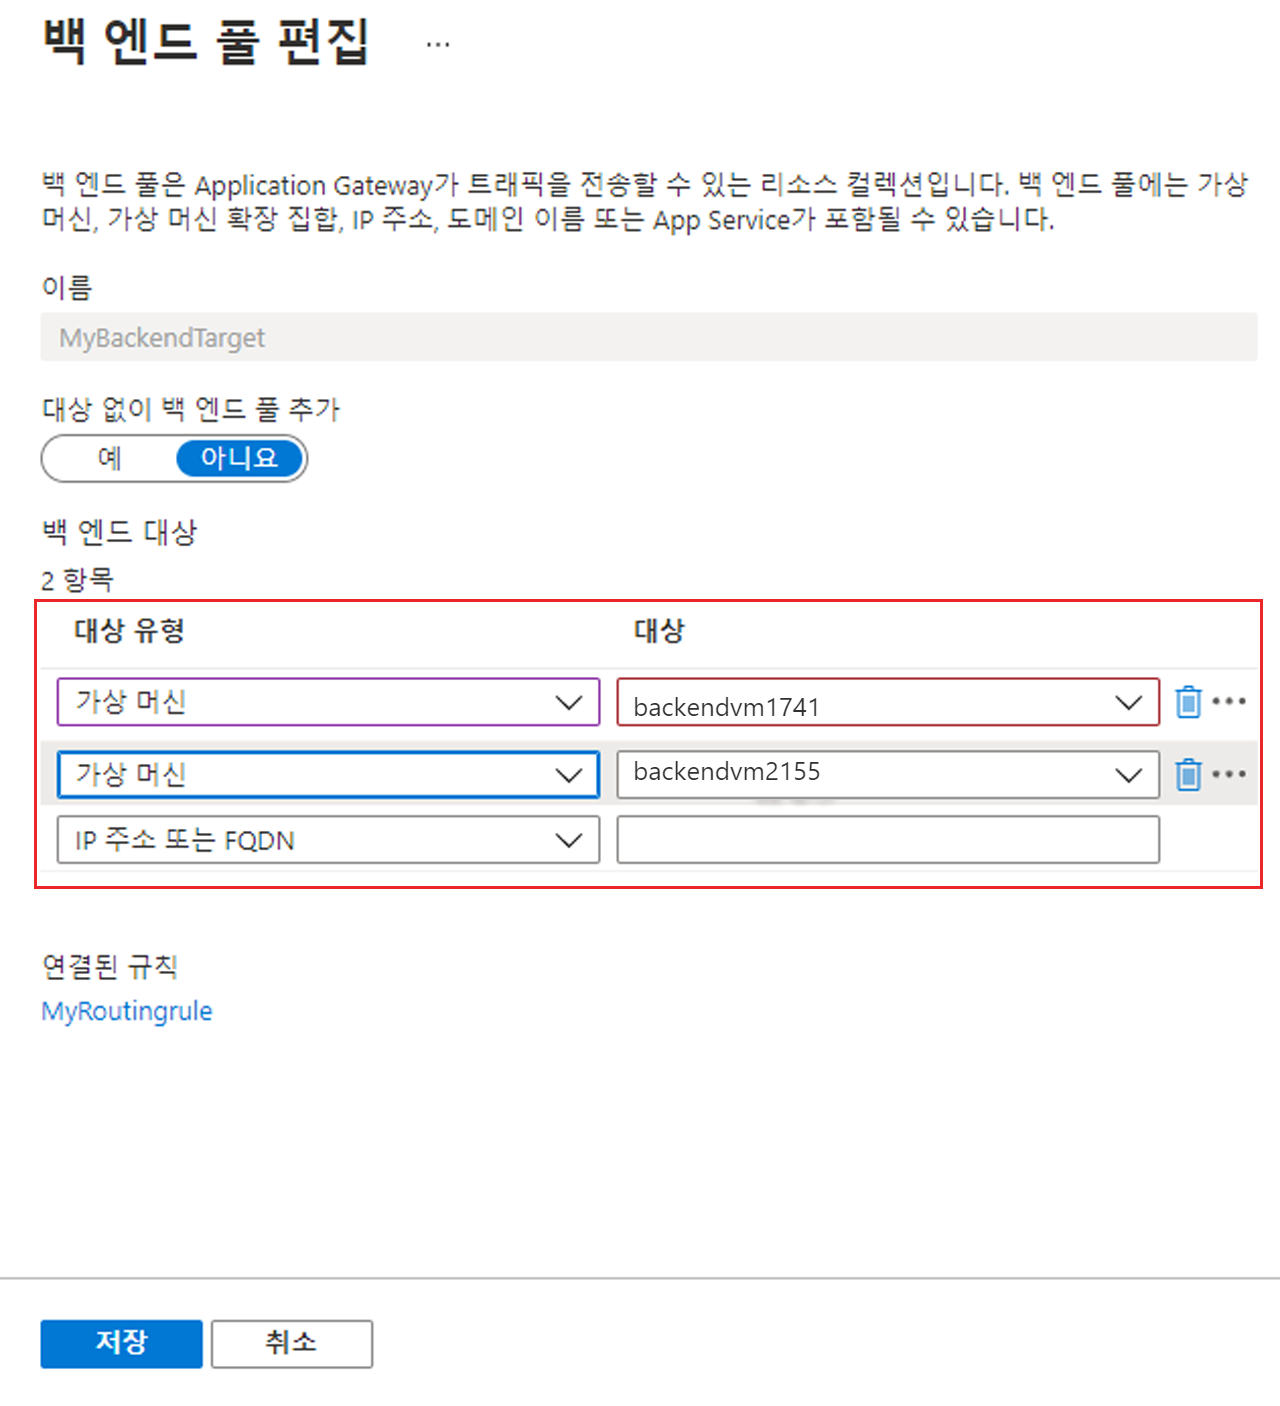 백 엔드 풀 편집 ...
백 엔드 풀은 Application Gateway가 트래픽을 전송할 수 있는 리소스 컬렉션입니다. 백 엔드 풀에는 가상
머신, 가상 머신 확장 집합, IP 주소, 도메인 이름 또는 App Service가 포함될 수 있습니다.
이름
MyBackendTarget
대상 없이 백 엔드 풀 추가
예 아니요
백 엔드 대상
2 항목
대상 유형 대상
가상 머신 backendvm1741
가상 머신 backendvm2155
IP 주소 또는 FQDN
연결된 규칙
MyRoutingrule
저장 취소